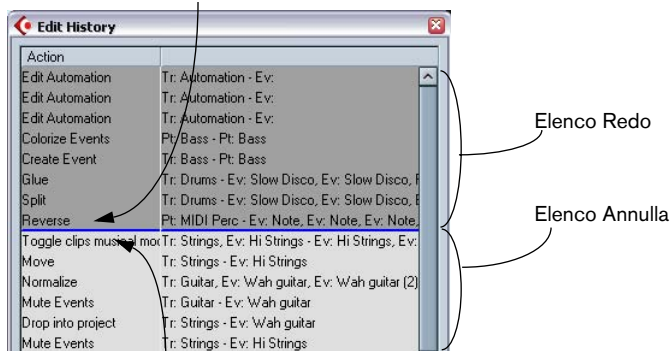 Edit History
Action
Edit Automation Tr: Automation - Ev:
Edit Automation Tr: Automation - Ev:
Edit Automation Tr: Automation - Ev:
Colorize Events Pt: Bass - Pt: Bass
Create Event Tr: Bass - Pt: Bass
Glue Tr: Drums - Ev: Slow Disco, Ev: Slow Disco,
Split Tr: Drums - Ev: Slow Disco, Ev: Slow Disco,
Reverse Pt: MIDI Perc - Ev: Note, Ev: Note, Ev: Note,
Toggle clips musical mo Tr: Strings, Ev: Hi Strings - Ev: Hi Strings, Ev:
Move Tr: Strings - Ev: Hi Strings
Normalize Tr: Guitar, Ev: Wah guitar, Ev: Wah guitar (2)
Mute Events Tr: Guitar - Ev: Wah guitar
Drop into project Tr: Strings - Ev: Wah guitar
Mute Events Tr: Strings - Ev: Hi Strings
Elenco Redo
Elenco Annulla